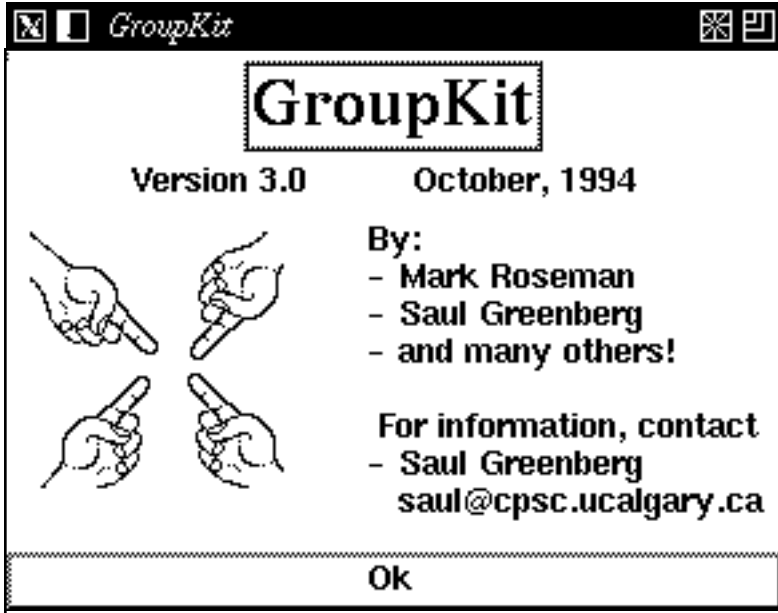 GroupKit
GroupKit
Version 3.0 October, 1994
By:
- Mark Roseman
- Saul Greenberg
- and many others!
For information, contact
- Saul Greenberg
saul@cpsc.ucalgary.ca
Ok